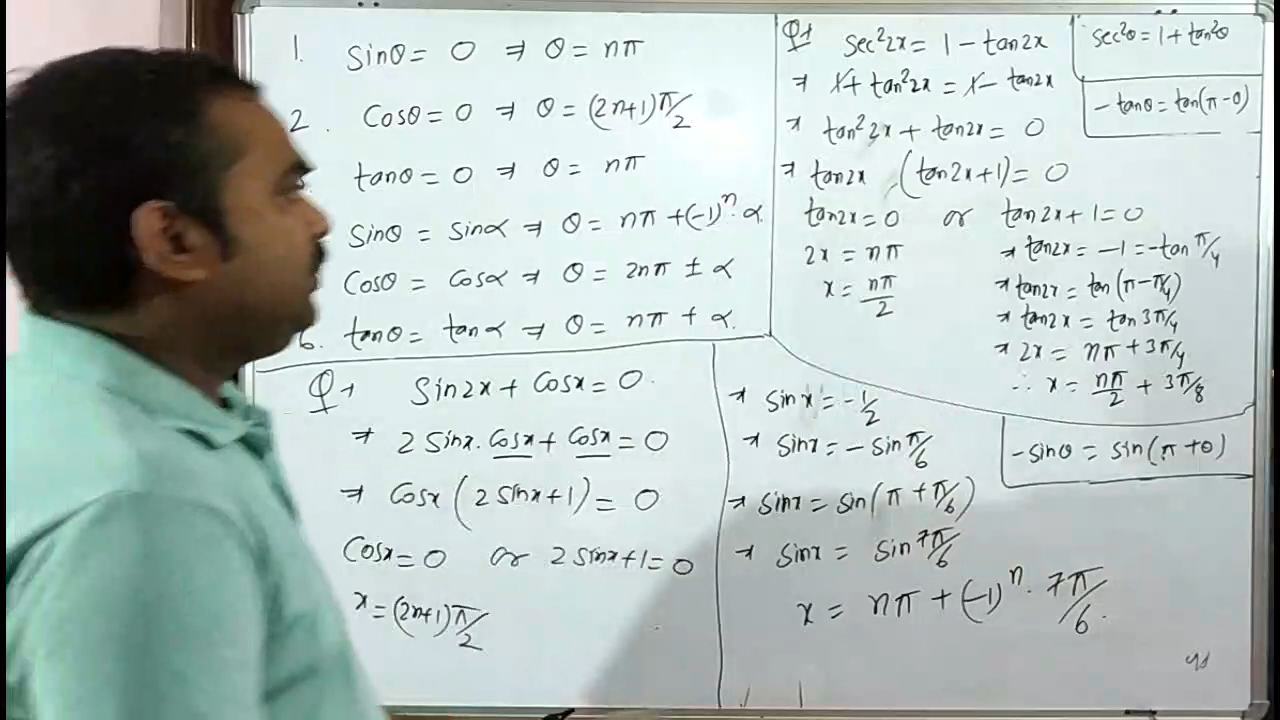 1. sinθ = 0 ⇒ θ = nπ
2. Cosθ = 0 ⇒ θ = (2n+1)π/2
tanθ = 0 ⇒ θ = nπ
Sinθ = Sinα ⇒ θ = nπ + (-1)ⁿ. α
Cosθ = Cosα ⇒ θ = 2nπ ± α
6. tanθ = tanα ⇒ θ = nπ + α.
Q⇒ Sin2x + Cosx = 0.
⇒ 2 Sinx. Cosx + Cosx = 0
⇒ Cosx (2 Sinx + 1) = 0
Cosx = 0 or 2 Sinx + 1 = 0
x = (2n+1)π/2
⇒ Sinx = -1/2
⇒ Sinx = - Sin π/6
⇒ Sinx = Sin(π + π/6)
⇒ Sinx = Sin 7π/6
x = nπ + (-1)ⁿ. 7π/6.
Q⇒ Sec²2x = 1 - tan2x
⇒ 1 + tan²2x = 1 - tan2x
⇒ tan²2x + tan2x = 0
⇒ tan2x (tan2x+1) = 0
tan2x = 0 or tan2x + 1 = 0
2x = nπ
x = nπ/2
⇒ tan2x = -1 = -tan π/4
⇒ tan2x = tan(π - π/4)
⇒ tan2x = tan 3π/4
⇒ 2x = nπ + 3π/4
∴ x = nπ/2 + 3π/8
Sec²θ = 1 + tan²θ
- tanθ = tan(π - θ)
- sinθ = sin(π + θ)